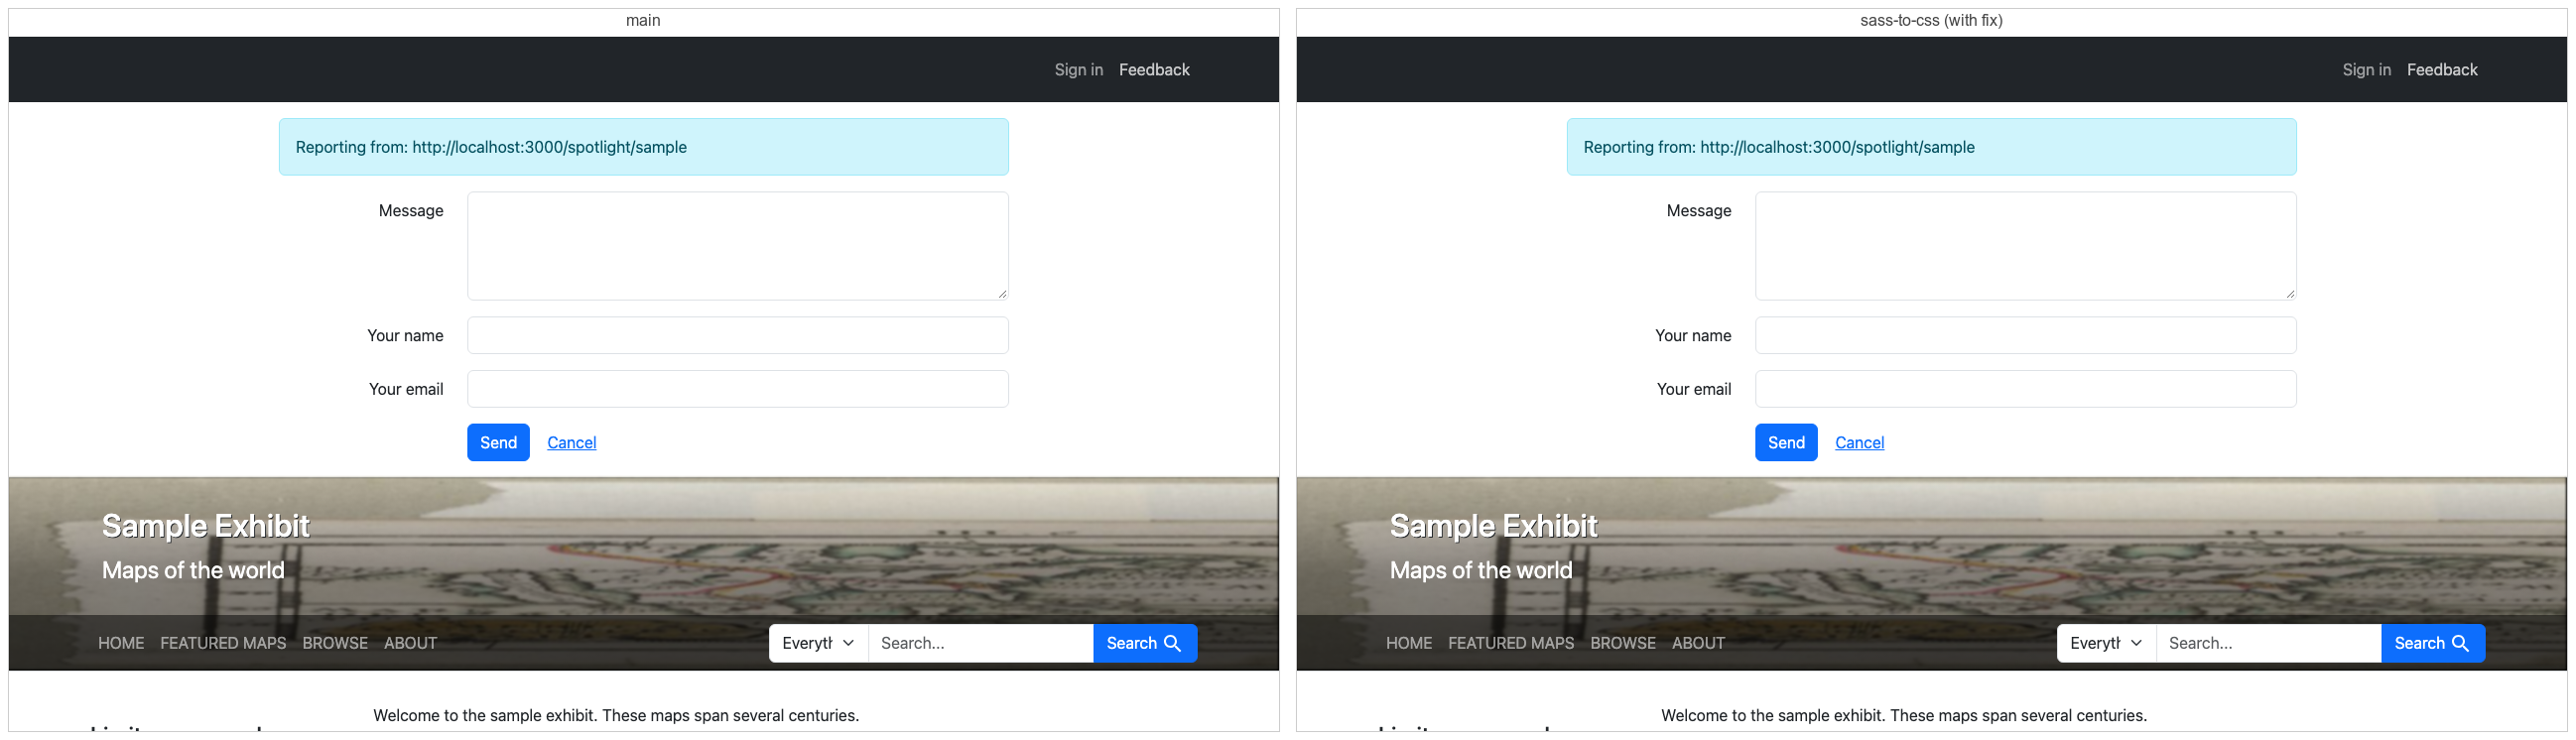 main
Sign in Feedback
Reporting from: http://localhost:3000/spotlight/sample
Message
Your name
Your email
Send Cancel
Sample Exhibit
Maps of the world
HOME FEATURED MAPS BROWSE ABOUT Everyth Search... Search
Welcome to the sample exhibit. These maps span several centuries.
sass-to-css (with fix)
Sign in Feedback
Reporting from: http://localhost:3000/spotlight/sample
Message
Your name
Your email
Send Cancel
Sample Exhibit
Maps of the world
HOME FEATURED MAPS BROWSE ABOUT Everyth Search... Search
Welcome to the sample exhibit. These maps span several centuries.